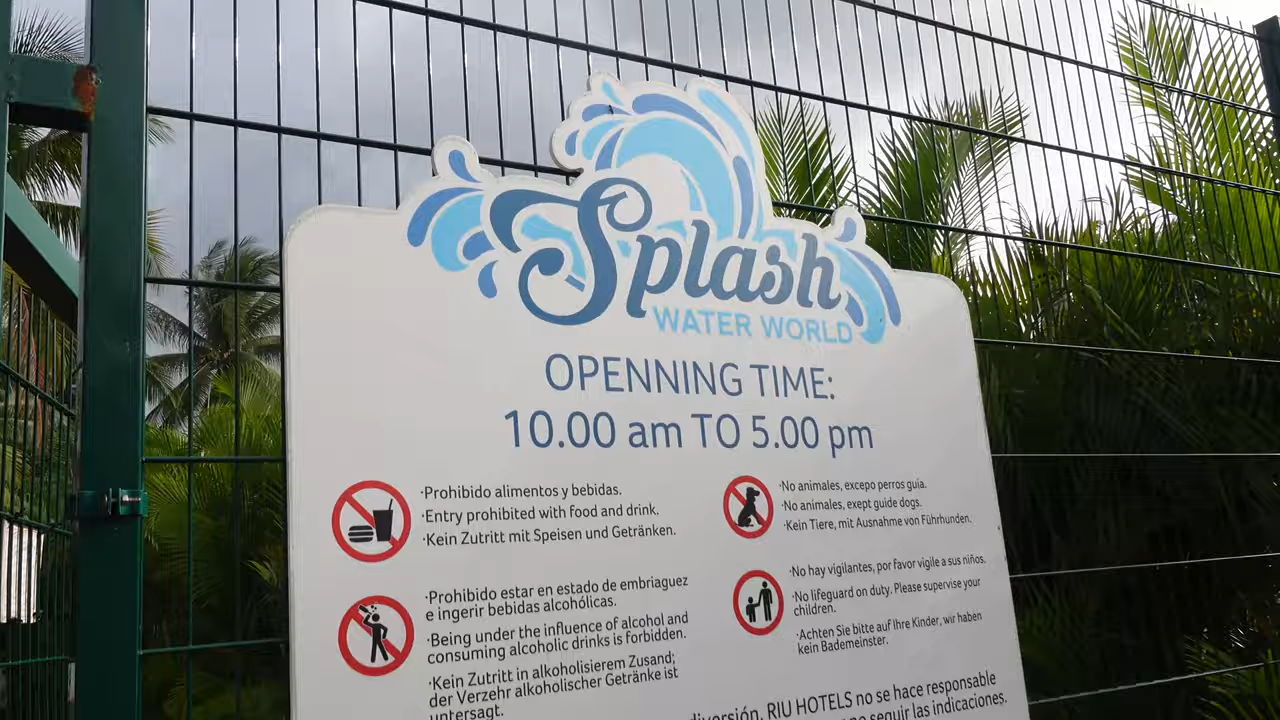 Splash
WATER WORLD
OPENNING TIME:
10.00 am TO 5.00 pm
·Prohibido alimentos y bebidas.
·Entry prohibited with food and drink.
·Kein Zutritt mit Speisen und Getränken.
·Prohibido estar en estado de embriaguez
e ingerir bebidas alcohólicas.
·Being under the influence of alcohol and
consuming alcoholic drinks is forbidden.
·Kein Zutritt in alkoholisierem Zusand;
der Verzehr alkoholischer Getränke ist
untersagt.
·No animales, excepo perros guia.
·No animales, exept guide dogs.
·Kein Tiere, mit Ausnahme von Führhunden.
·No hay vigilantes, por favor vigile a sus niños.
·No lifeguard on duty. Please supervise your
children.
·Achten Sie bitte auf Ihre Kinder, wir haben
kein Bademeinster.
diversión. RIU HOTELS no se hace responsable
no seguir las indicaciones.